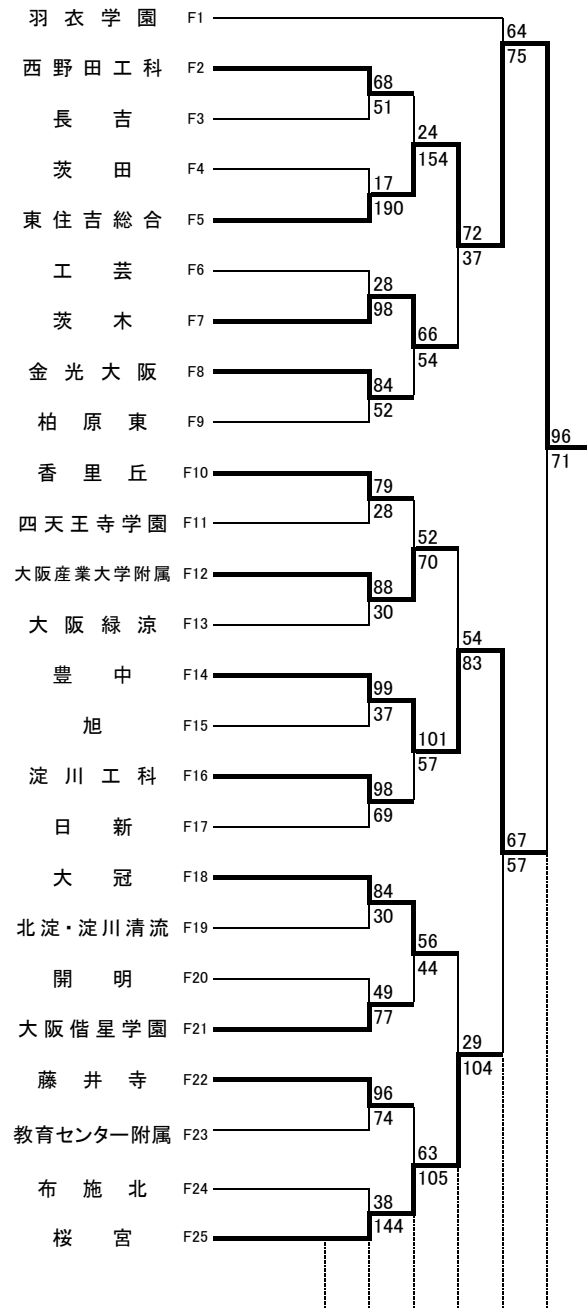 羽衣学園 F1
64
75
西野田工科 F2
68
51
長吉 F3
24
154
茨田 F4
17
190
東住吉総合 F5
72
37
工芸 F6
28
98
茨木 F7
66
54
金光大阪 F8
84
52
柏原東 F9
96
71
香里丘 F10
79
28
四天王寺学園 F11
52
70
大阪産業大学附属 F12
88
30
大阪緑涼 F13
54
83
豊中 F14
99
37
旭 F15
101
57
淀川工科 F16
98
69
日新 F17
67
57
大冠 F18
84
30
北淀・淀川清流 F19
56
44
開明 F20
49
77
大阪偕星学園 F21
29
104
藤井寺 F22
96
74
教育センター附属 F23
63
105
布施北 F24
38
144
桜宮 F25